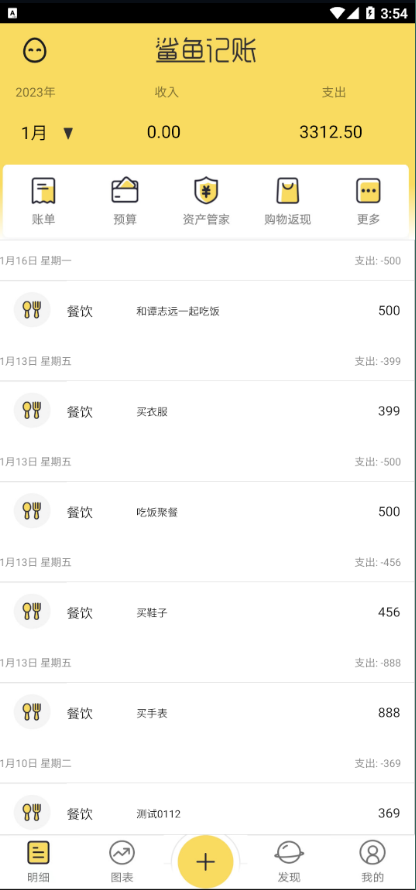 A 3:54
鲨鱼记账
2023年 收入 支出
1月 0.00 3312.50
账单 预算 资产管家 购物返现 更多
1月16日 星期一 支出: -500
餐饮 和谭志远一起吃饭 500
1月13日 星期五 支出: -399
餐饮 买衣服 399
1月13日 星期五 支出: -500
餐饮 吃饭聚餐 500
1月13日 星期五 支出: -456
餐饮 买鞋子 456
1月13日 星期五 支出: -888
餐饮 买手表 888
1月10日 星期二 支出: -369
餐饮 测试0112 369
明细 图表 发现 我的